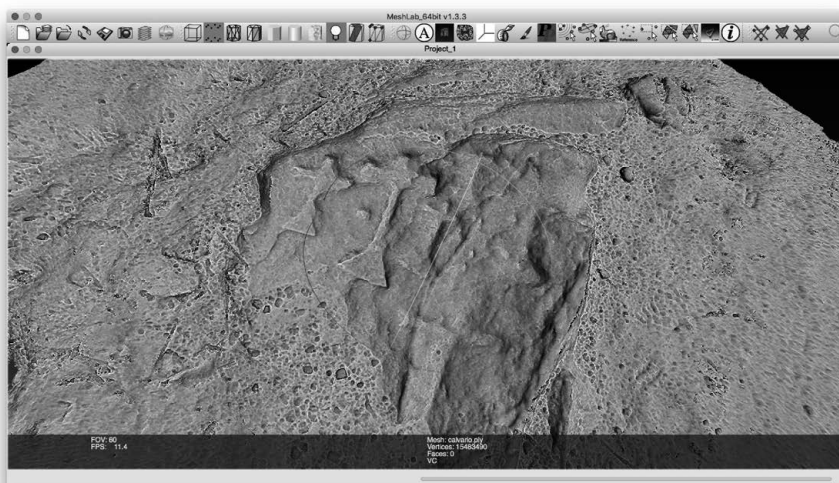 MeshLab_64bit v1.3.3
Project_1
FOV: 60
FPS: 11.4
Mesh: calvario.ply
Vertices: 15483490
Faces: 0
VC